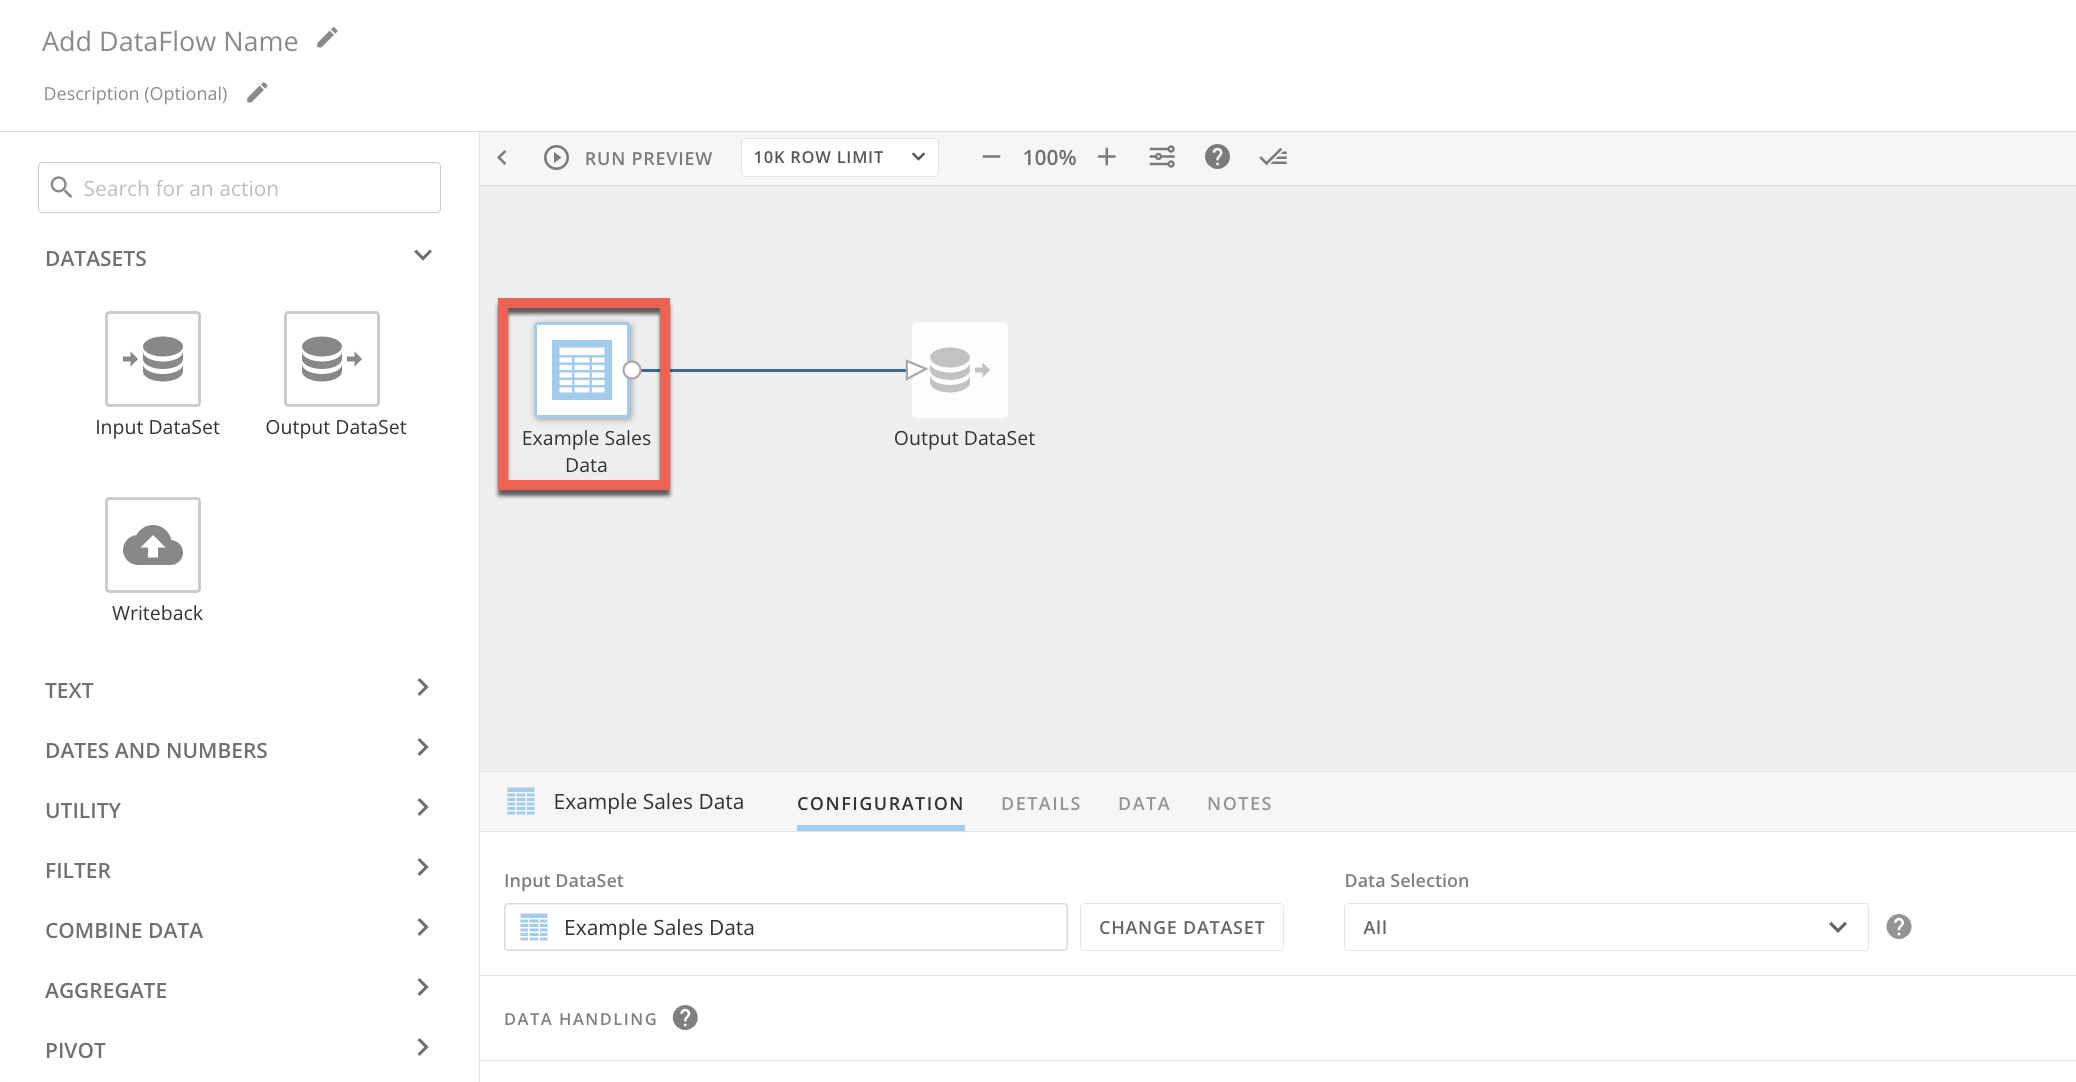 Add DataFlow Name
Description (Optional)
Search for an action
DATASETS
Input DataSet
Output DataSet
Writeback
TEXT
DATES AND NUMBERS
UTILITY
FILTER
COMBINE DATA
AGGREGATE
PIVOT
RUN PREVIEW
10K ROW LIMIT
100%
Example Sales
Data
Output DataSet
Example Sales Data
CONFIGURATION
DETAILS
DATA
NOTES
Input DataSet
Example Sales Data
CHANGE DATASET
Data Selection
All
DATA HANDLING